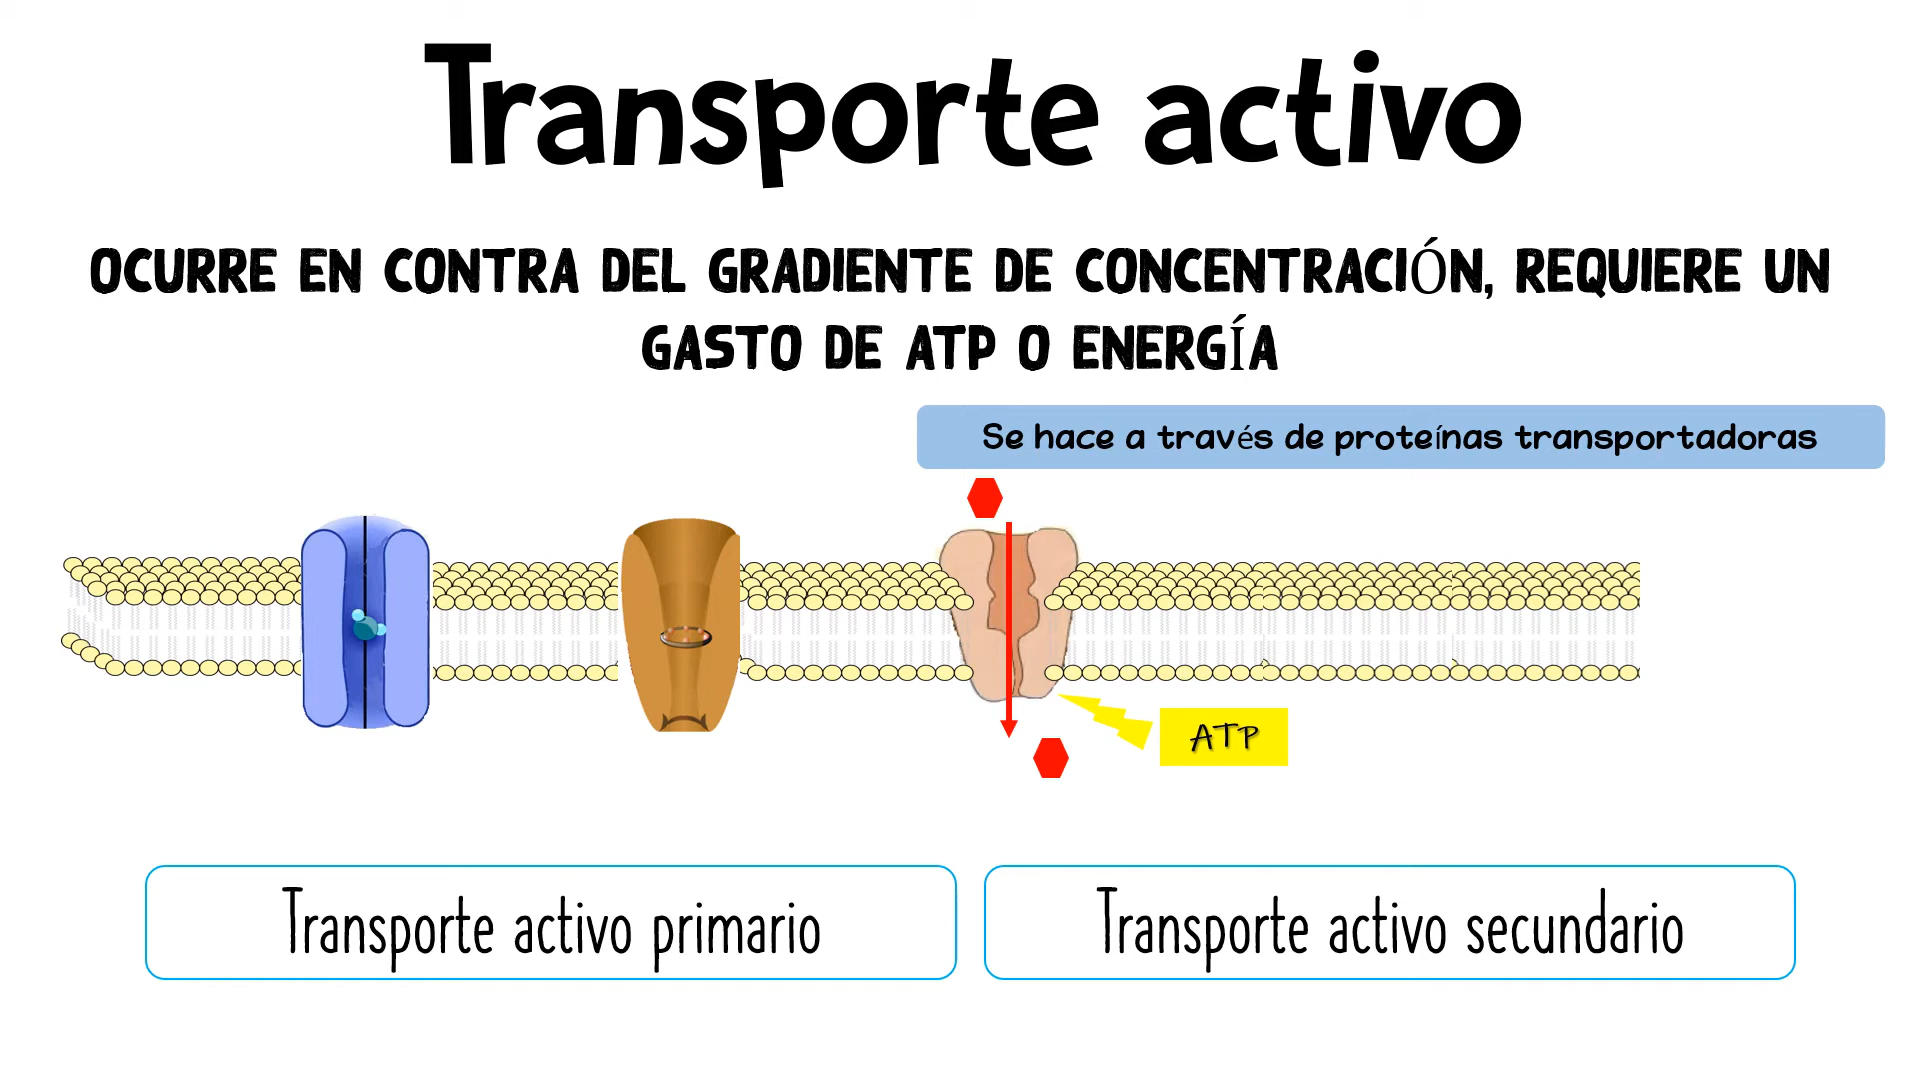 Transporte activo
OCURRE EN CONTRA DEL GRADIENTE DE CONCENTRACIÓN, REQUIERE UN
GASTO DE ATP O ENERGÍA
Se hace a través de proteínas transportadoras
ATP
Transporte activo primario
Transporte activo secundario